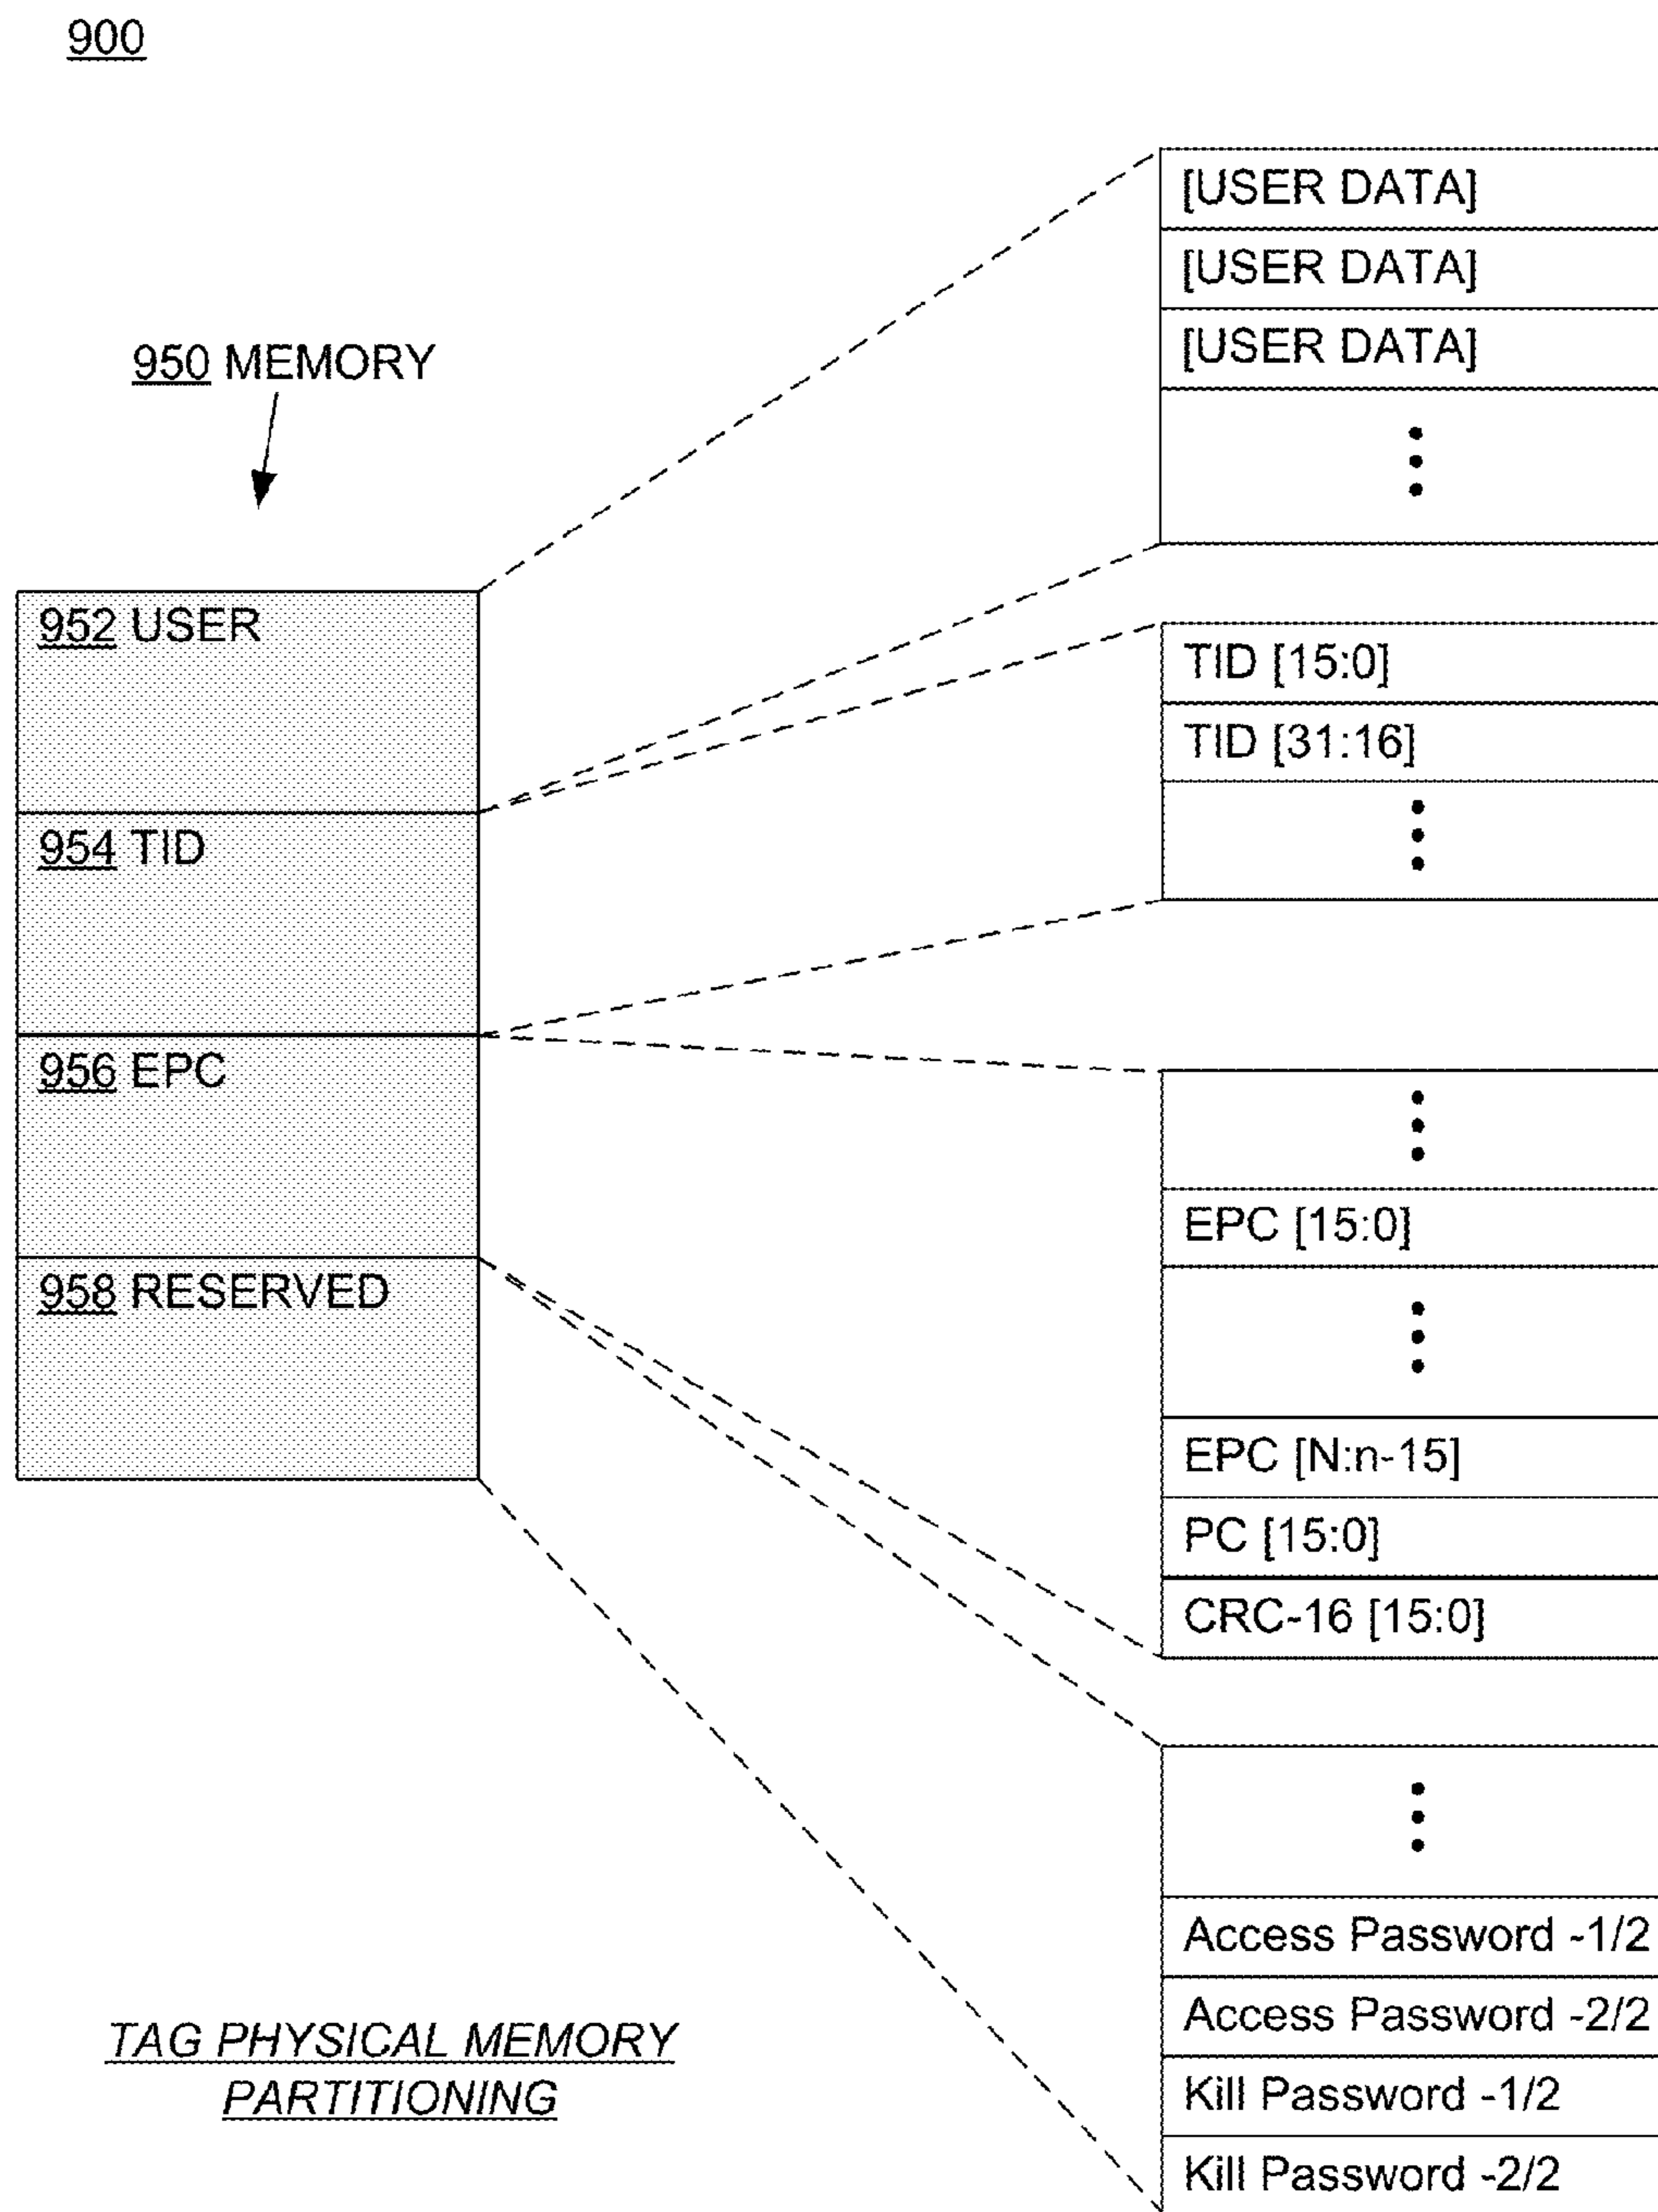 900
950 MEMORY
952 USER
954 TID
956 EPC
958 RESERVED
[USER DATA]
[USER DATA]
[USER DATA]
TID [15:0]
TID [31:16]
EPC [15:0]
EPC [N:n-15]
PC [15:0]
CRC-16 [15:0]
Access Password -1/2
Access Password -2/2
Kill Password -1/2
Kill Password -2/2
TAG PHYSICAL MEMORY
PARTITIONING